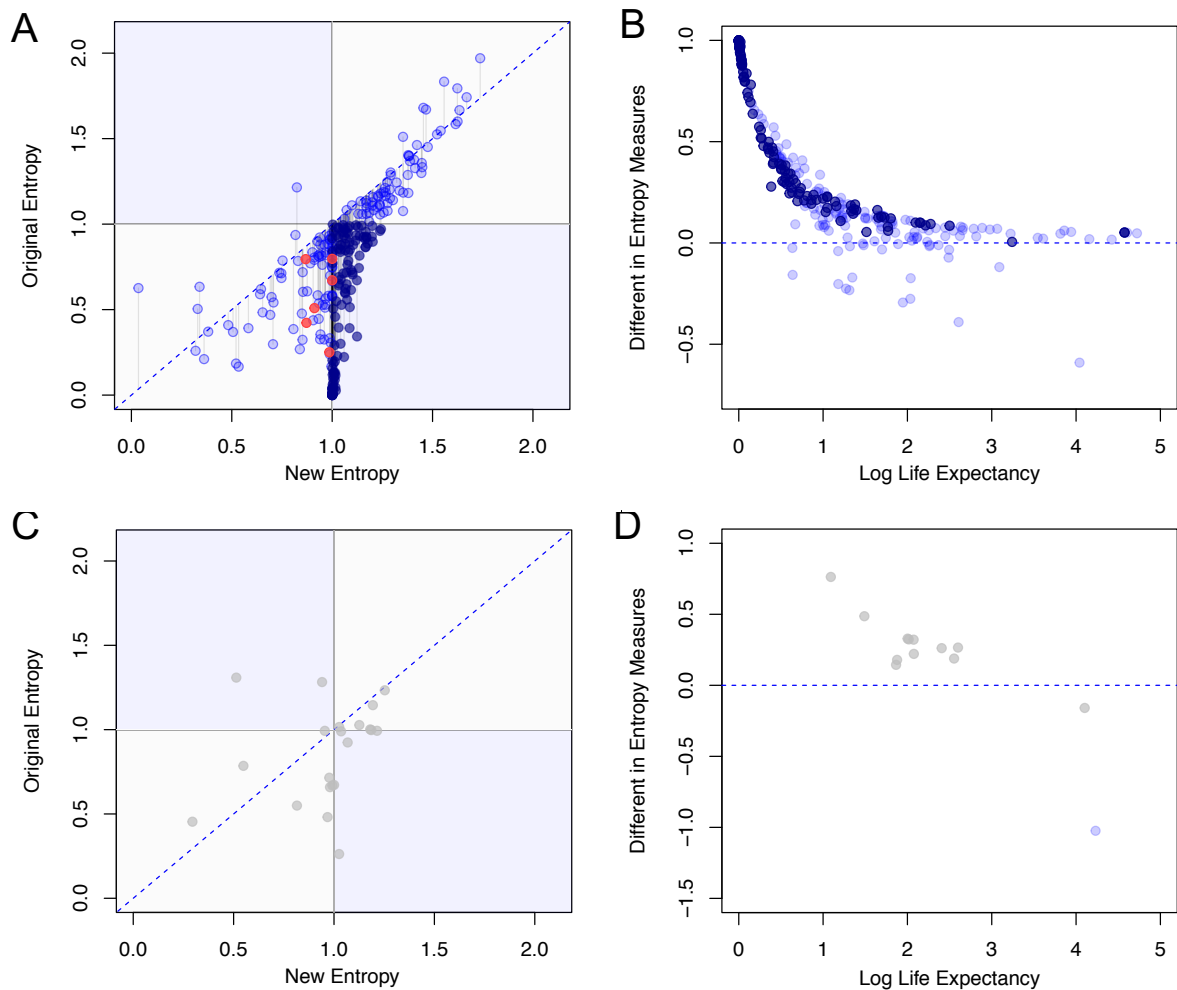 A
Original Entropy
2.0
1.5
1.0
0.5
0.0
0.0 0.5 1.0 1.5 2.0
New Entropy
B
Different in Entropy Measures
1.0
0.5
0.0
−0.5
0 1 2 3 4 5
Log Life Expectancy
C
Original Entropy
2.0
1.5
1.0
0.5
0.0
0.0 0.5 1.0 1.5 2.0
New Entropy
D
Different in Entropy Measures
1.0
0.5
0.0
−0.5
−1.0
−1.5
0 1 2 3 4 5
Log Life Expectancy